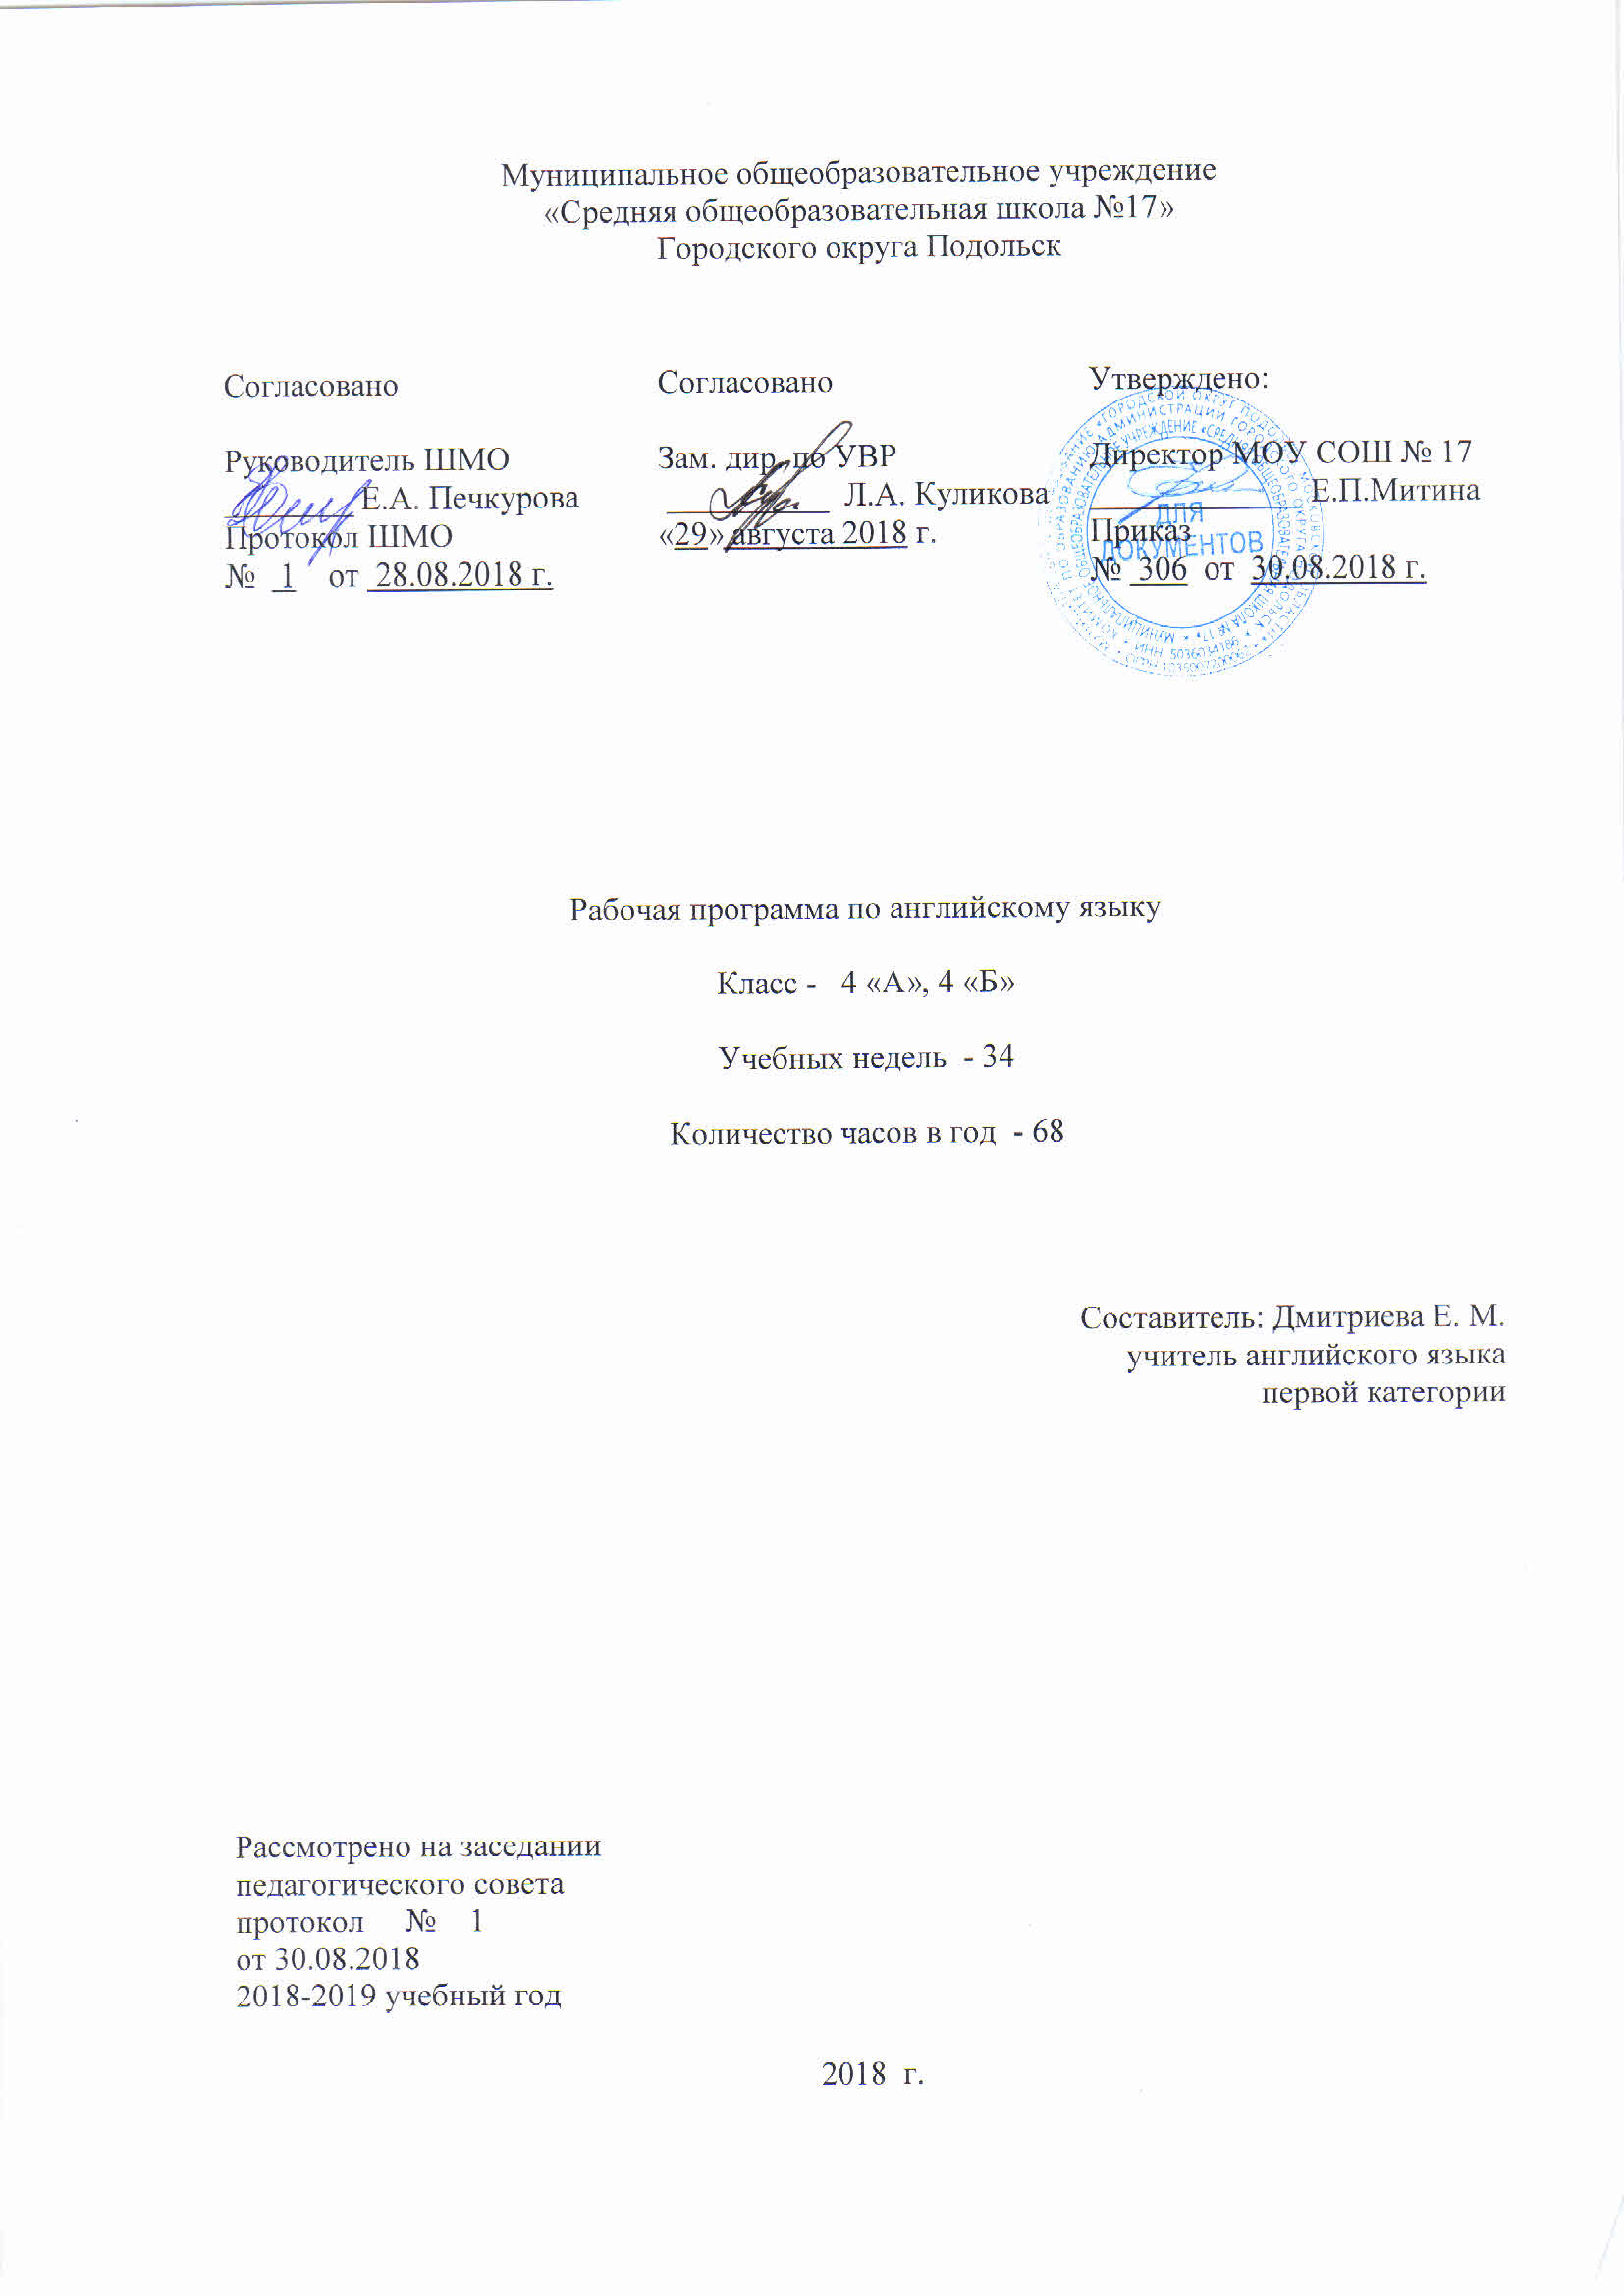 Муниципальное общеобразовательное учреждение
«Средняя общеобразовательная школа №17»
Городского округа Подольск
Согласовано
Руководитель ШМО
Е.А. Печкурова
Протокол ШМО
№ 1 от 28.08.2018 г.
Согласовано
Зам. дир. по УВР
Л.А. Куликова
«29» августа 2018 г.
Утверждено:
Директор МОУ СОШ № 17
Е.П.Митина
Приказ
№ 306 от 30.08.2018 г.
ДЛЯ
ДОКУМЕНТОВ
Рабочая программа по английскому языку
Класс - 4 «А», 4 «Б»
Учебных недель - 34
Количество часов в год - 68
Составитель: Дмитриева Е. М.
учитель английского языка
первой категории
Рассмотрено на заседании
педагогического совета
протокол № 1
от 30.08.2018
2018-2019 учебный год
2018 г.